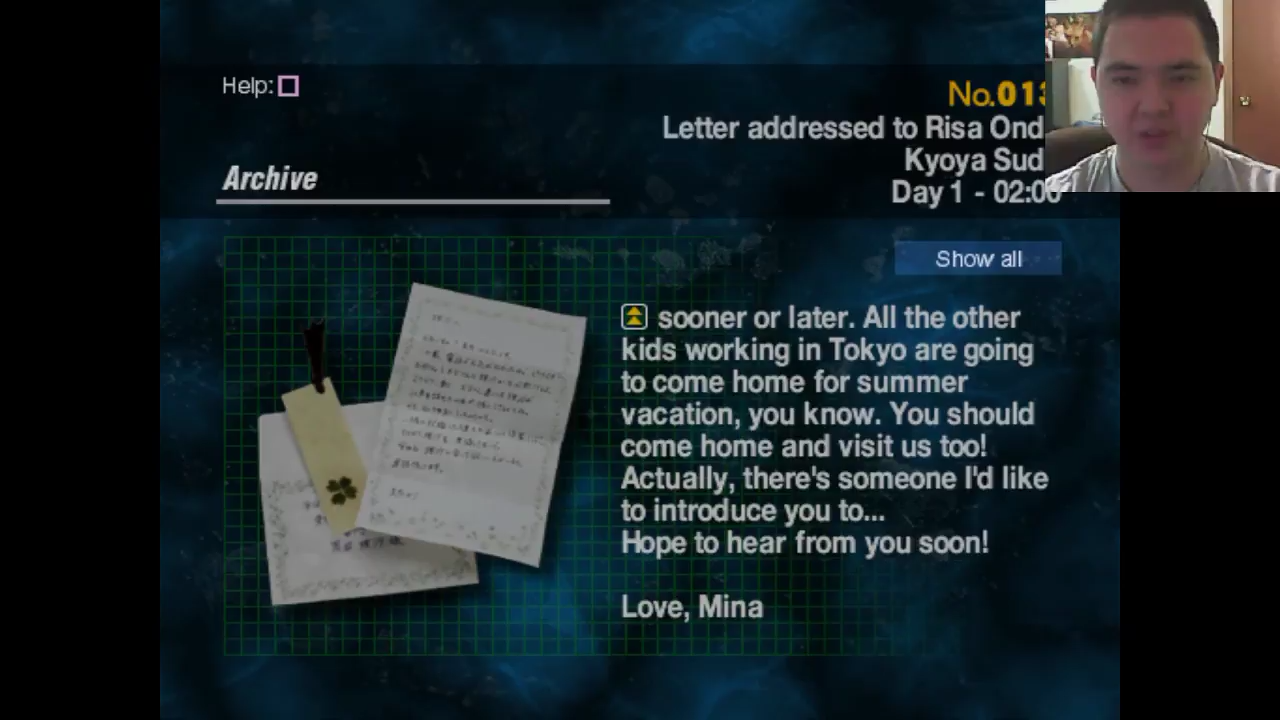 Help:
No.013
Letter addressed to Risa Ond
Kyoya Sud
Day 1 - 02:00
Archive
Show all
sooner or later. All the other
kids working in Tokyo are going
to come home for summer
vacation, you know. You should
come home and visit us too!
Actually, there's someone I'd like
to introduce you to...
Hope to hear from you soon!
Love, Mina